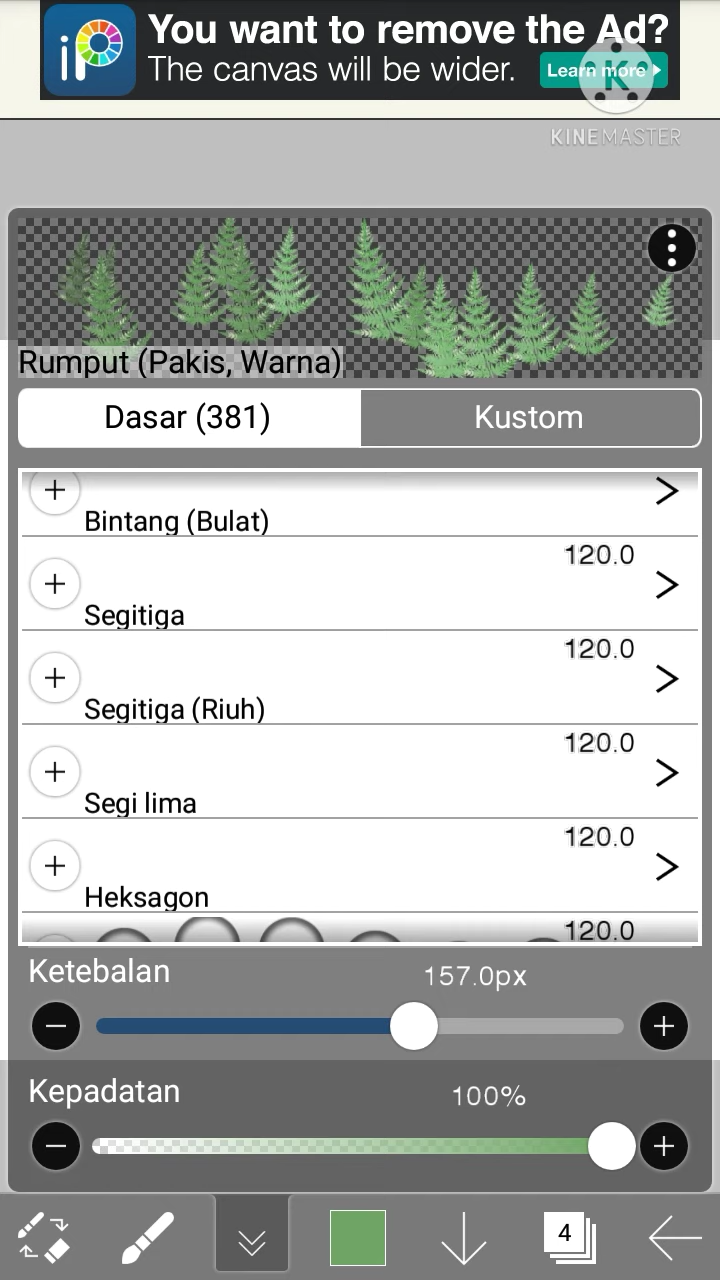 You want to remove the Ad?
The canvas will be wider.
Learn more
iP
K
KINEMASTER
Rumput (Pakis, Warna)
Dasar (381)
Kustom
Bintang (Bulat)
120.0
Segitiga
120.0
Segitiga (Riuh)
120.0
Segi lima
120.0
Heksagon
120.0
Ketebalan
157.0px
Kepadatan
100%
4